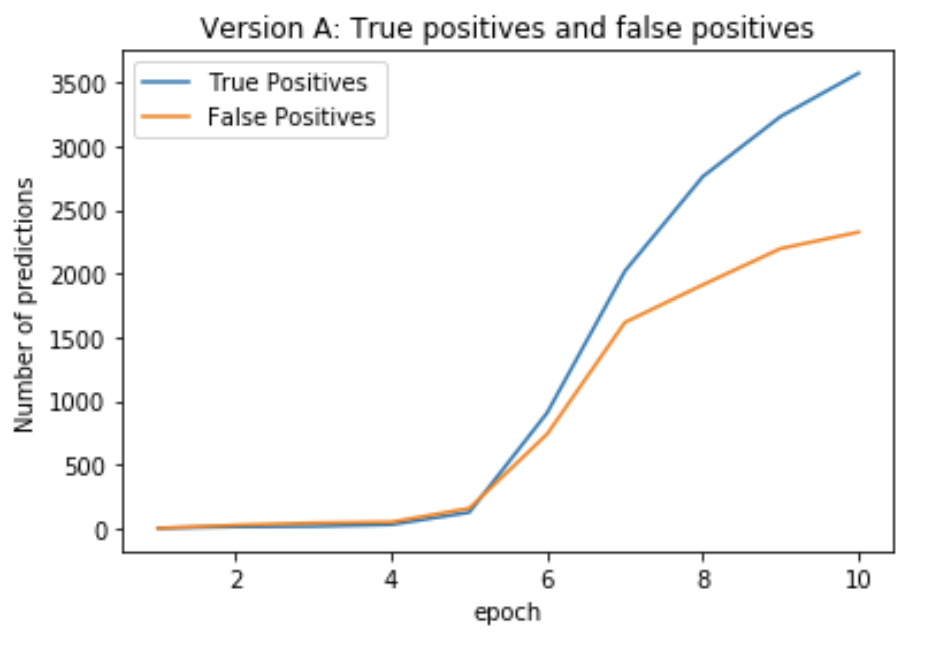 Version A: True positives and false positives
True Positives
False Positives
3500
3000
2500
2000
1500
1000
500
0
Number of predictions
2 4 6 8 10
epoch